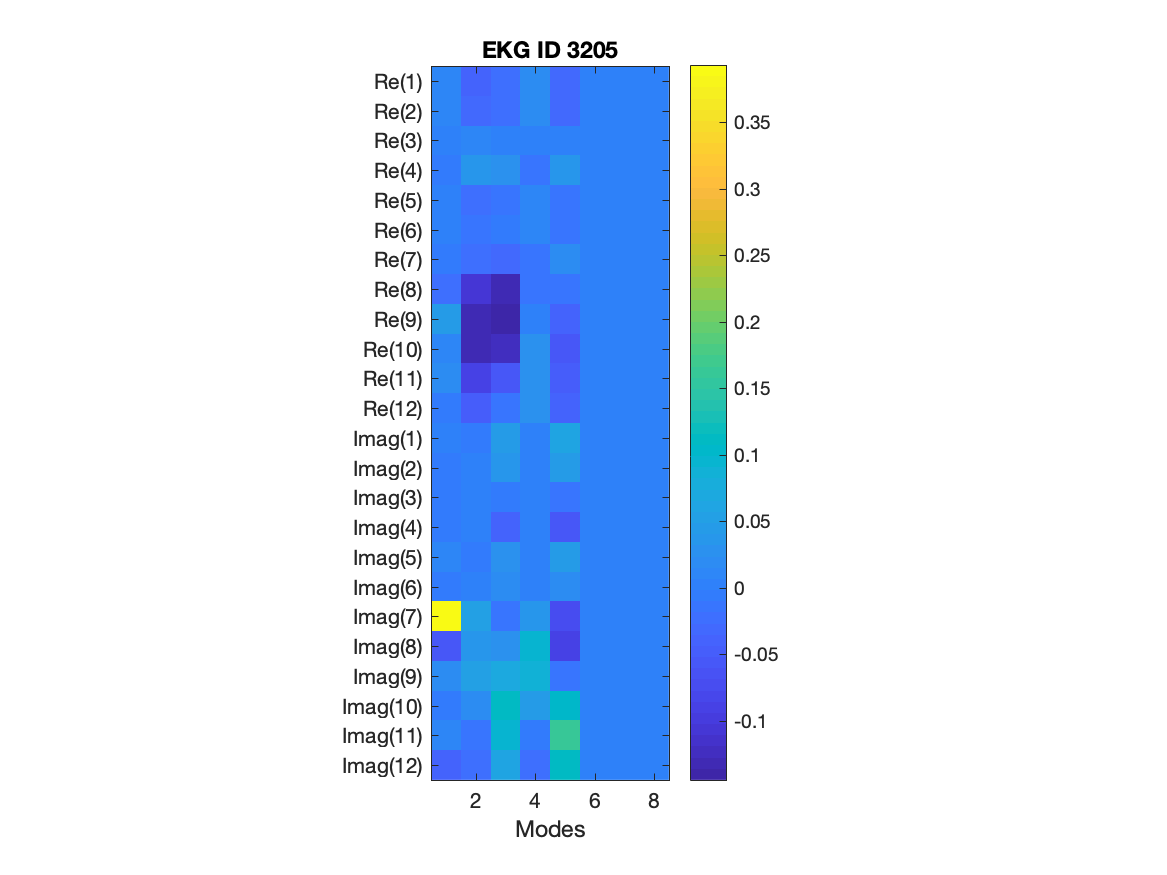 EKG ID 3205
Re(1)
Re(2)
Re(3)
Re(4)
Re(5)
Re(6)
Re(7)
Re(8)
Re(9)
Re(10)
Re(11)
Re(12)
Imag(1)
Imag(2)
Imag(3)
Imag(4)
Imag(5)
Imag(6)
Imag(7)
Imag(8)
Imag(9)
Imag(10)
Imag(11)
Imag(12)
2 4 6 8
Modes
0.35
0.3
0.25
0.2
0.15
0.1
0.05
0
-0.05
-0.1